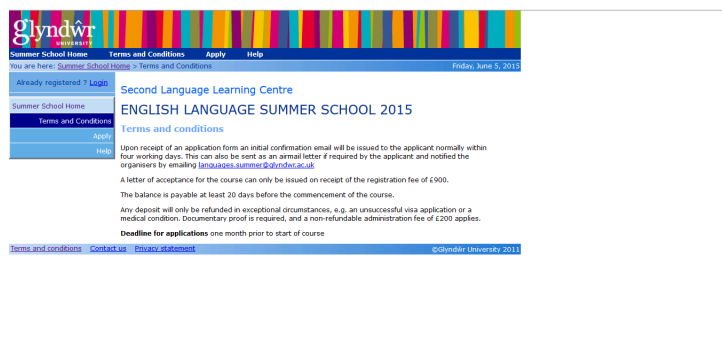 glyndŵr
UNIVERSITY
Summer School Home Terms and Conditions Apply Help
You are here: Summer School Home > Terms and Conditions Friday, June 5, 2015
Already registered ? Login
Second Language Learning Centre
Summer School Home
ENGLISH LANGUAGE SUMMER SCHOOL 2015
Terms and Conditions
Apply
Help
Terms and conditions
Upon receipt of an application form an initial confirmation email will be issued to the applicant normally within
four working days. This can also be sent as an airmail letter if required by the applicant and notified the
organisers by emailing languages.summer@glyndwr.ac.uk
A letter of acceptance for the course can only be issued on receipt of the registration fee of £900.
The balance is payable at least 20 days before the commencement of the course.
Any deposit will only be refunded in exceptional circumstances, e.g. an unsuccessful visa application or a
medical condition. Documentary proof is required, and a non-refundable administration fee of £200 applies.
Deadline for applications one month prior to start of course
Terms and conditions Contact us Privacy statement ©Glyndŵr University 2011